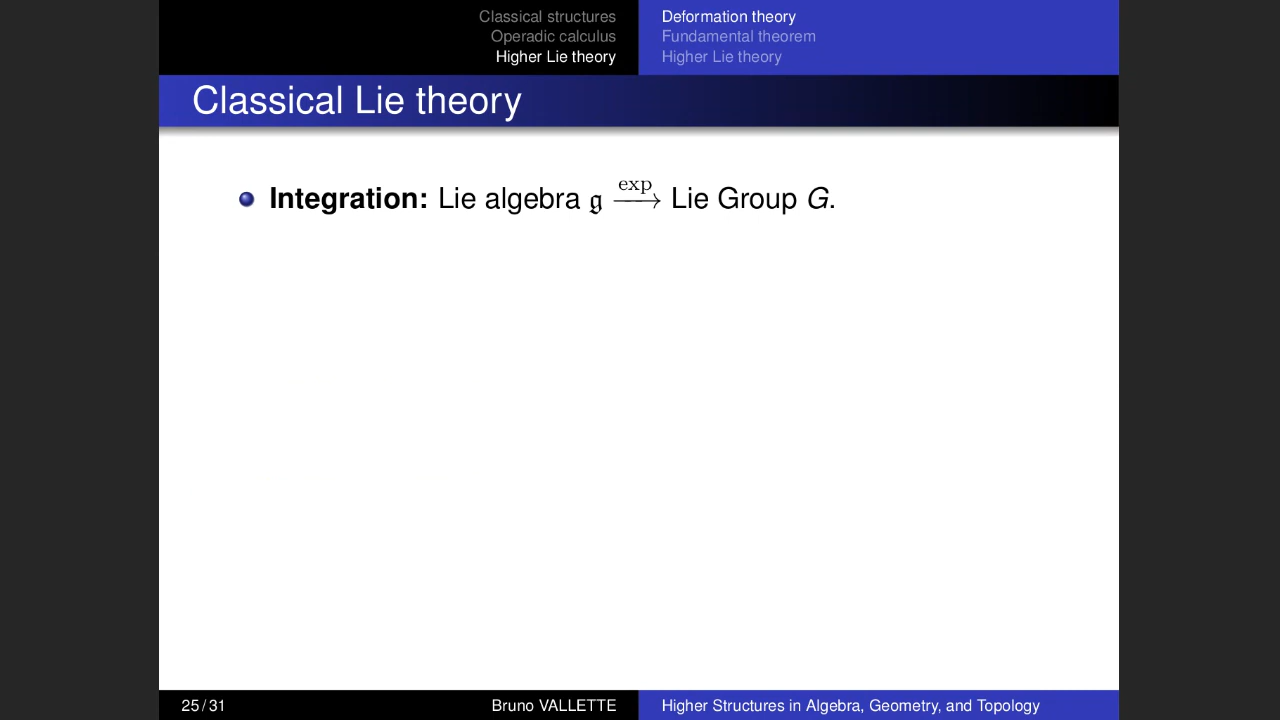 Classical structures
Operadic calculus
Higher Lie theory
Deformation theory
Fundamental theorem
Higher Lie theory
Classical Lie theory
Integration: Lie algebra 𝔤 \xrightarrow{exp} Lie Group G.
25 / 31
Bruno VALLETTE
Higher Structures in Algebra, Geometry, and Topology